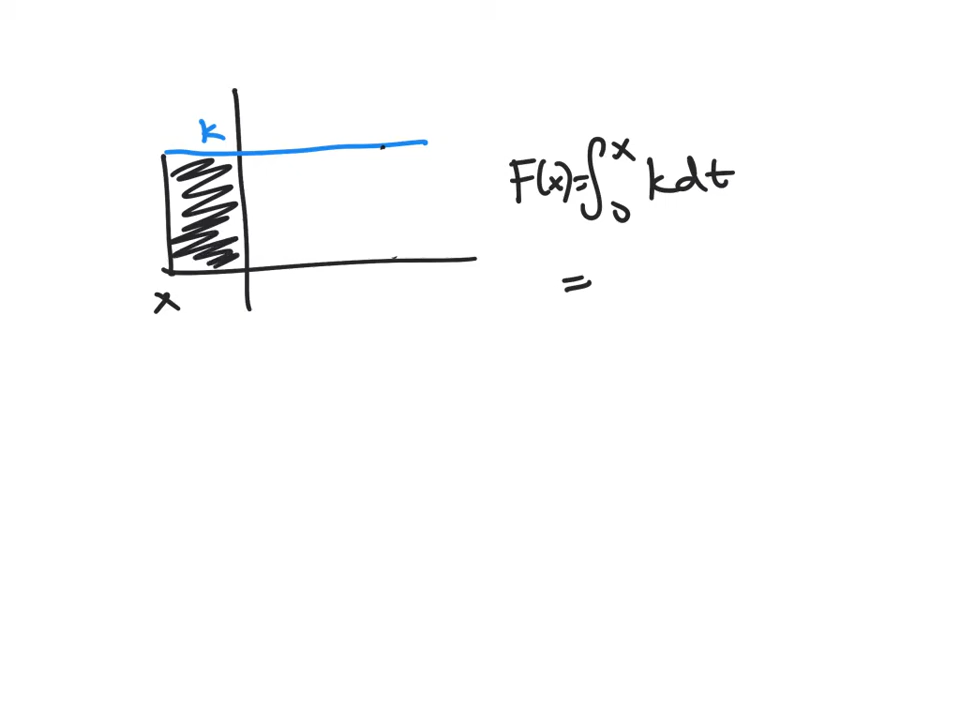 k
F(x)=∫₀ˣ k dt
=
x